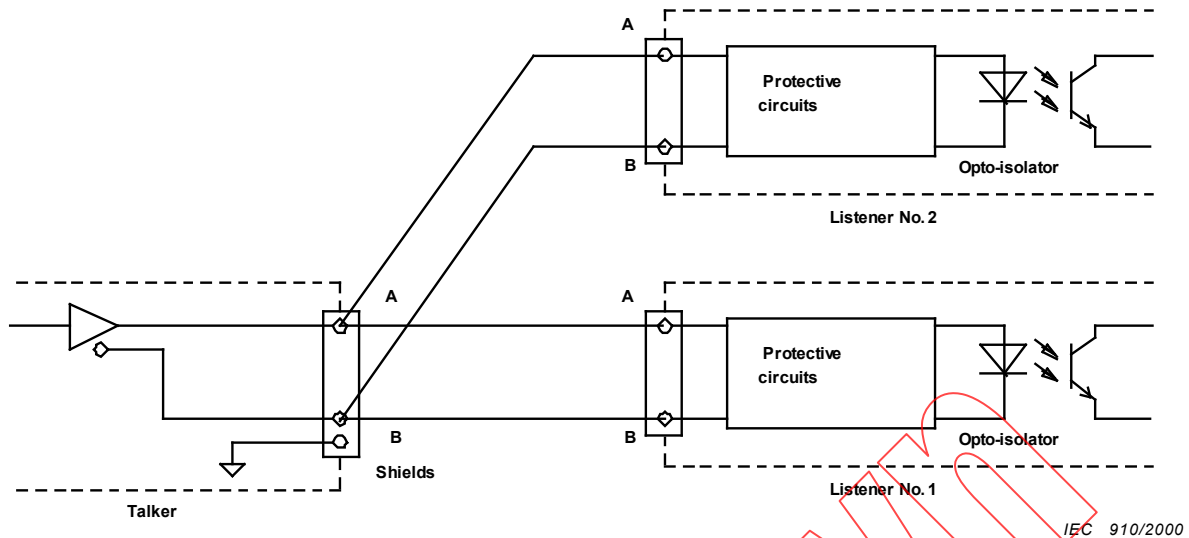 A
Protective
circuits
B
Opto-isolator
Listener No. 2
A
A
Protective
circuits
B
B
Opto-isolator
Shields
Listener No. 1
Talker
IEC 910/2000